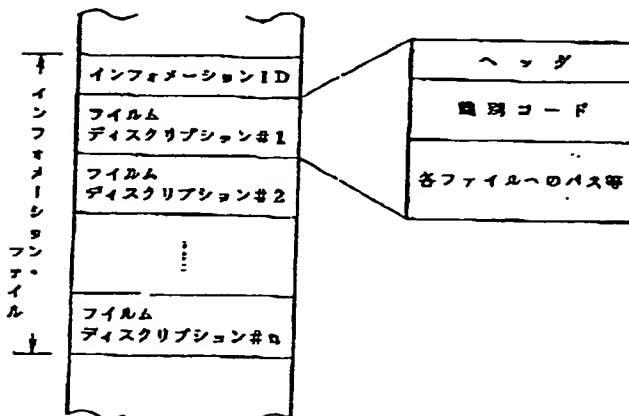 インフォメーションID
フイルム
ディスクリプション#1
フイルム
ディスクリプション#2
フイルム
ディスクリプション#n
インフォメーション・
ファイル
ヘッダ
識別コード
各ファイルへのパス等